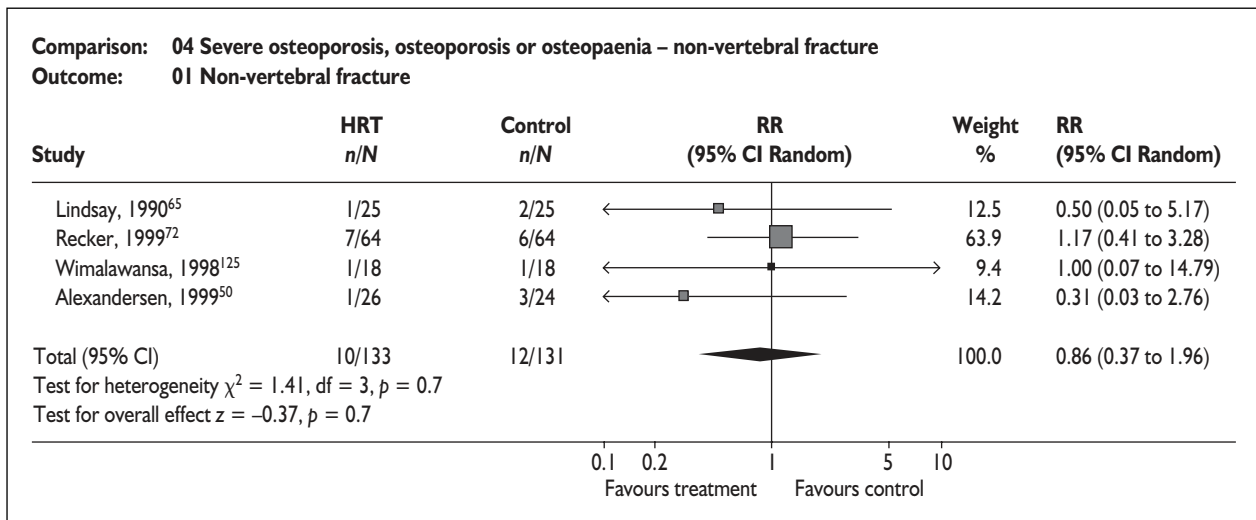 Comparison: 04 Severe osteoporosis, osteoporosis or osteopaenia – non-vertebral fracture
Outcome: 01 Non-vertebral fracture
HRT Control RR Weight RR
Study n/N n/N (95% CI Random) % (95% CI Random)
Lindsay, 1990⁶⁵ 1/25 2/25 12.5 0.50 (0.05 to 5.17)
Recker, 1999⁷² 7/64 6/64 63.9 1.17 (0.41 to 3.28)
Wimalawansa, 1998¹²⁵ 1/18 1/18 9.4 1.00 (0.07 to 14.79)
Alexandersen, 1999⁵⁰ 1/26 3/24 14.2 0.31 (0.03 to 2.76)
Total (95% CI) 10/133 12/131 100.0 0.86 (0.37 to 1.96)
Test for heterogeneity χ² = 1.41, df = 3, p = 0.7
Test for overall effect z = –0.37, p = 0.7
0.1 0.2 1 5 10
Favours treatment Favours control